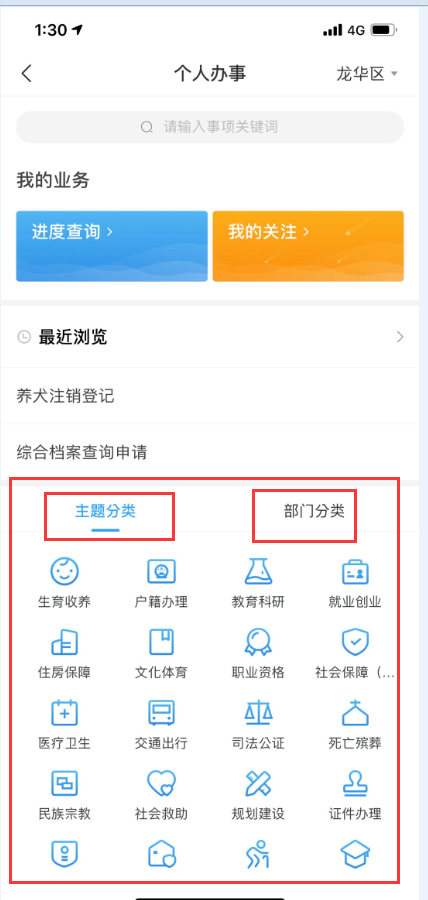 1:30 4G
个人办事 龙华区
请输入事项关键词
我的业务
进度查询 我的关注
最近浏览
养犬注销登记
综合档案查询申请
主题分类 部门分类
生育收养 户籍办理 教育科研 就业创业
住房保障 文化体育 职业资格 社会保障（...
医疗卫生 交通出行 司法公证 死亡殡葬
民族宗教 社会救助 规划建设 证件办理